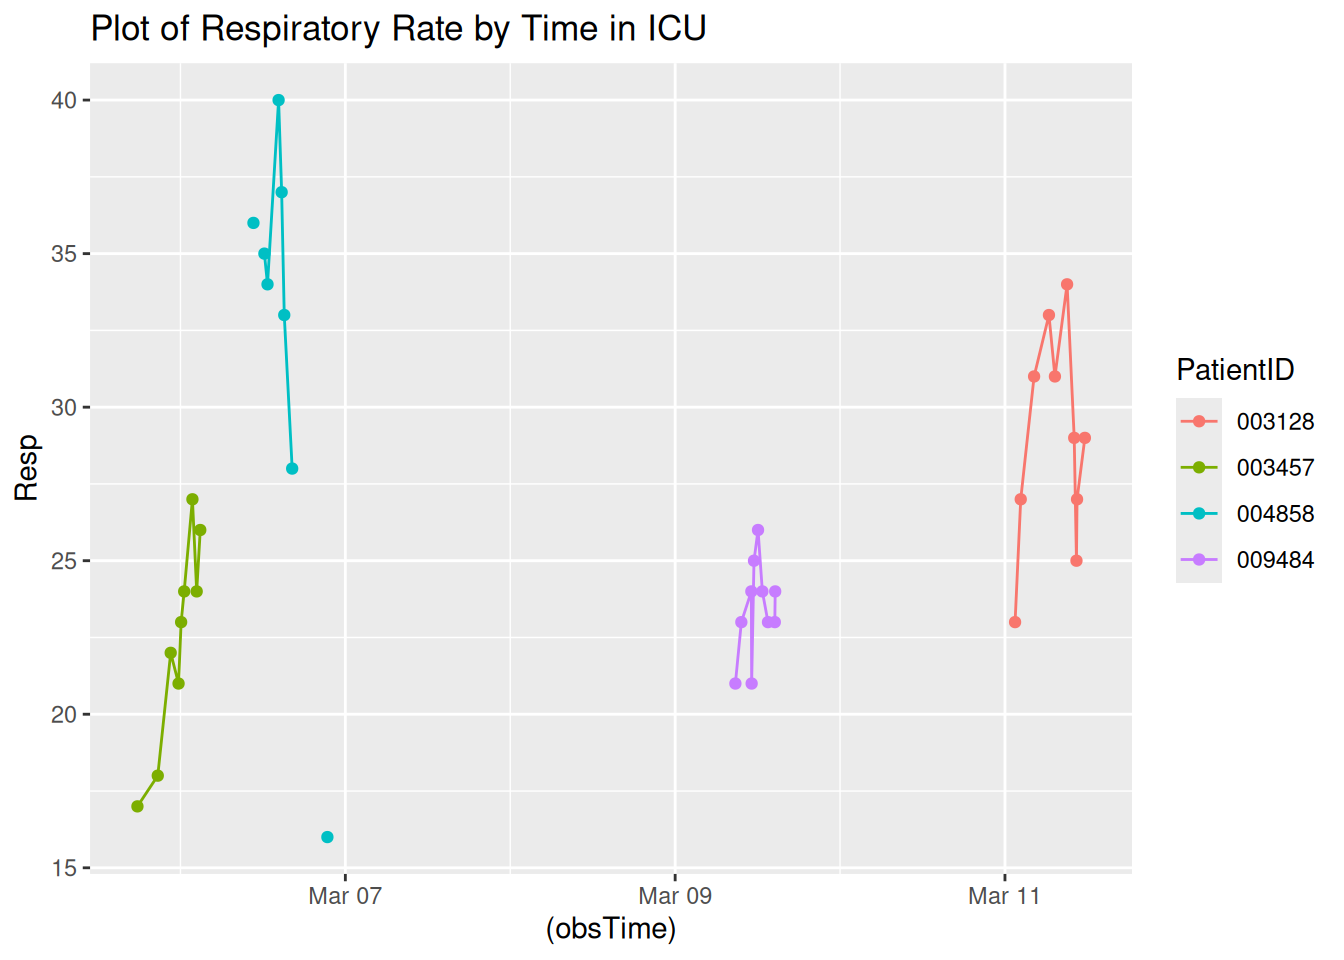 Plot of Respiratory Rate by Time in ICU
40
35
30
25
20
15
Resp
Mar 07
Mar 09
Mar 11
(obsTime)
PatientID
003128
003457
004858
009484